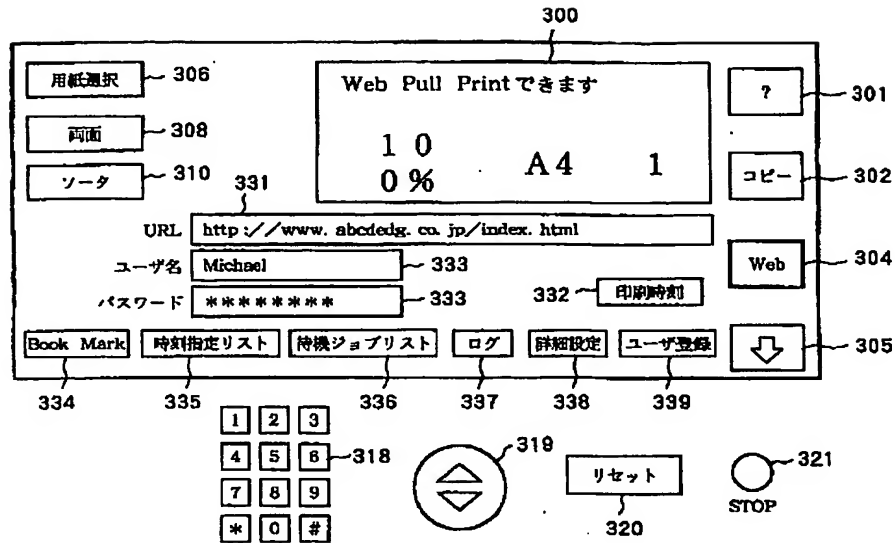 300
用紙選択 306
Web Pull Printできます
? 301
両面 308
10
0% A4 1
ソータ 310
コピー 302
331
URL http://www.abcdedg.co.jp/index.html
ユーザ名 Michael 333
Web 304
パスワード ******** 333
332 印刷時刻
Book Mark 時刻指定リスト 待機ジョブリスト ログ 詳細設定 ユーザ登録 305
334 335 336 337 338 339
1 2 3
4 5 6 318
7 8 9
* 0 #
319
リセット
320
321
STOP